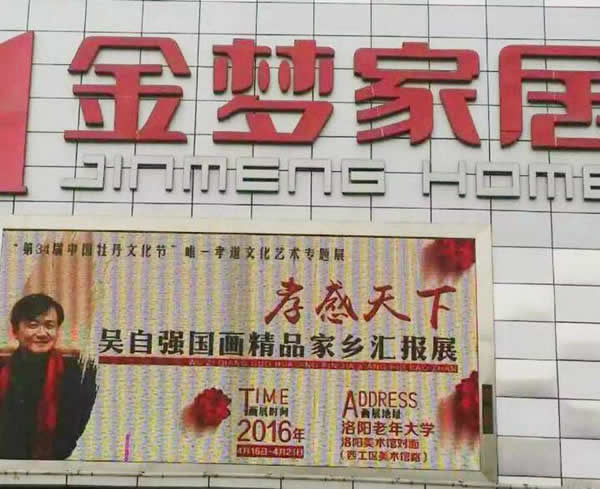 金梦家居
JINMENG HOME
"第34届中国牡丹文化节"唯一孝道文化艺术专题展
孝感天下
吴自强国画精品家乡汇报展
TIME
画展时间
2016年
ADDRESS
画展地址
洛阳老年大学
洛阳美术馆对面
(西工区美术馆路)